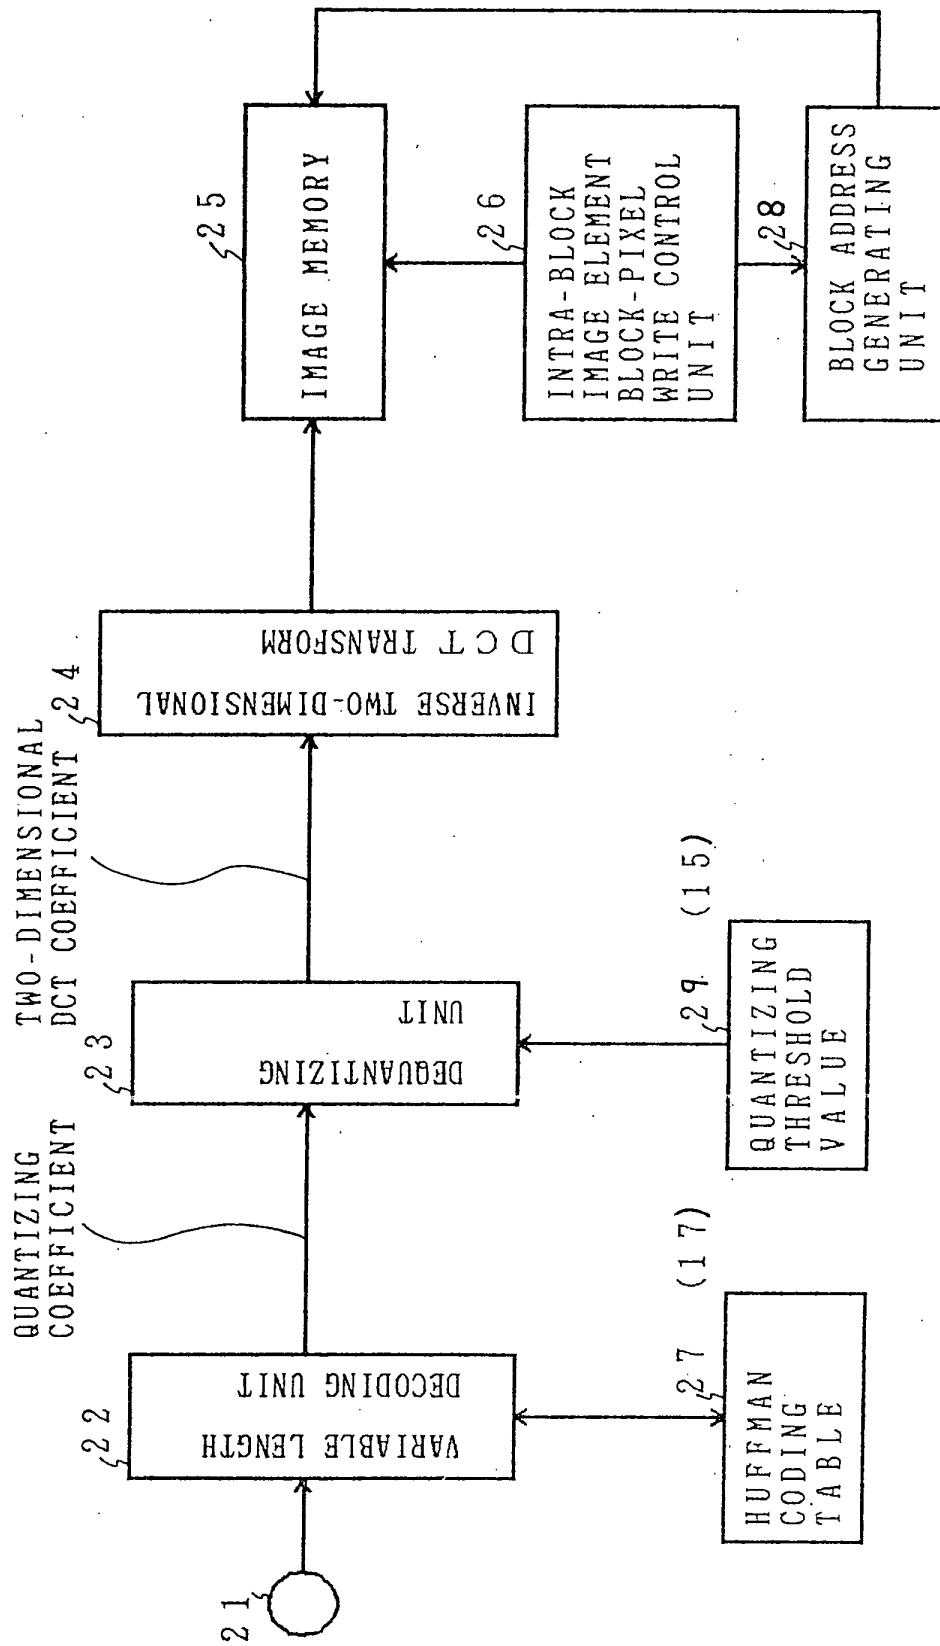 21
22
VARIABLE LENGTH
DECODING UNIT
27 (17)
HUFFMAN
CODING
TABLE
QUANTIZING
COEFFICIENT
23
DEQUANTIZING
UNIT
29 (15)
QUANTIZING
THRESHOLD
VALUE
TWO-DIMENSIONAL
DCT COEFFICIENT
24
INVERSE TWO-DIMENSIONAL
DCT TRANSFORM
25
IMAGE MEMORY
26
INTRA-BLOCK
IMAGE ELEMENT
BLOCK-PIXEL
WRITE CONTROL
UNIT
28
BLOCK ADDRESS
GENERATING
UNIT